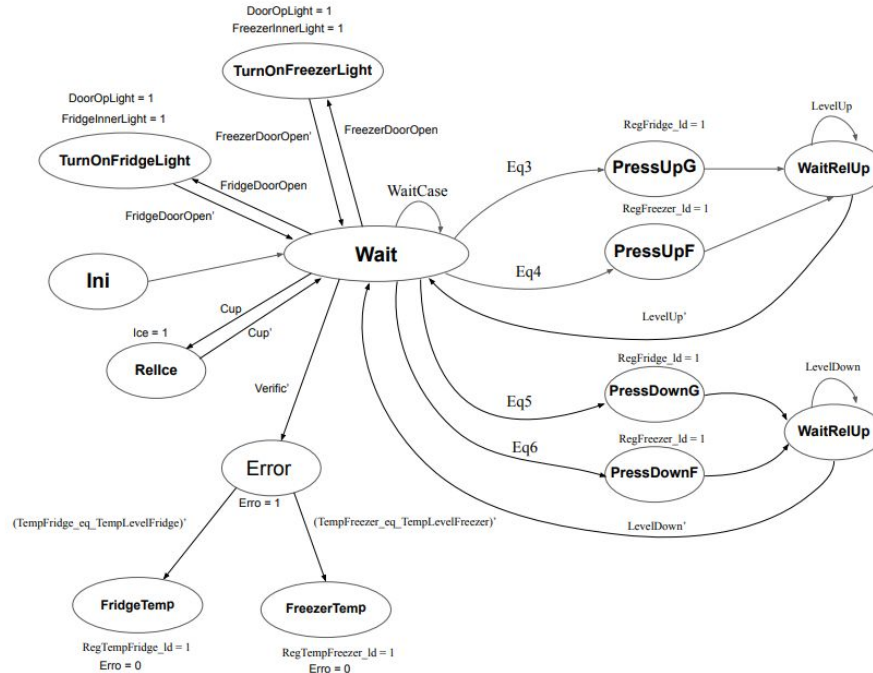 DoorOpLight = 1
FreezerInnerLight = 1
TurnOnFreezerLight
DoorOpLight = 1
FridgeInnerLight = 1
TurnOnFridgeLight
FreezerDoorOpen'
FreezerDoorOpen
FridgeDoorOpen
FridgeDoorOpen'
WaitCase
Wait
Ini
Eq3
RegFridge_ld = 1
PressUpG
LevelUp
WaitRelUp
RegFreezer_ld = 1
PressUpF
Eq4
LevelUp'
Cup
Cup'
Ice = 1
RelIce
Verific'
Eq5
RegFridge_ld = 1
PressDownG
LevelDown
WaitRelUp
Eq6
RegFreezer_ld = 1
PressDownF
LevelDown'
Error
Erro = 1
(TempFridge_eq_TempLevelFridge)'
(TempFreezer_eq_TempLevelFreezer)'
FridgeTemp
FreezerTemp
RegTempFridge_ld = 1
Erro = 0
RegTempFreezer_ld = 1
Erro = 0